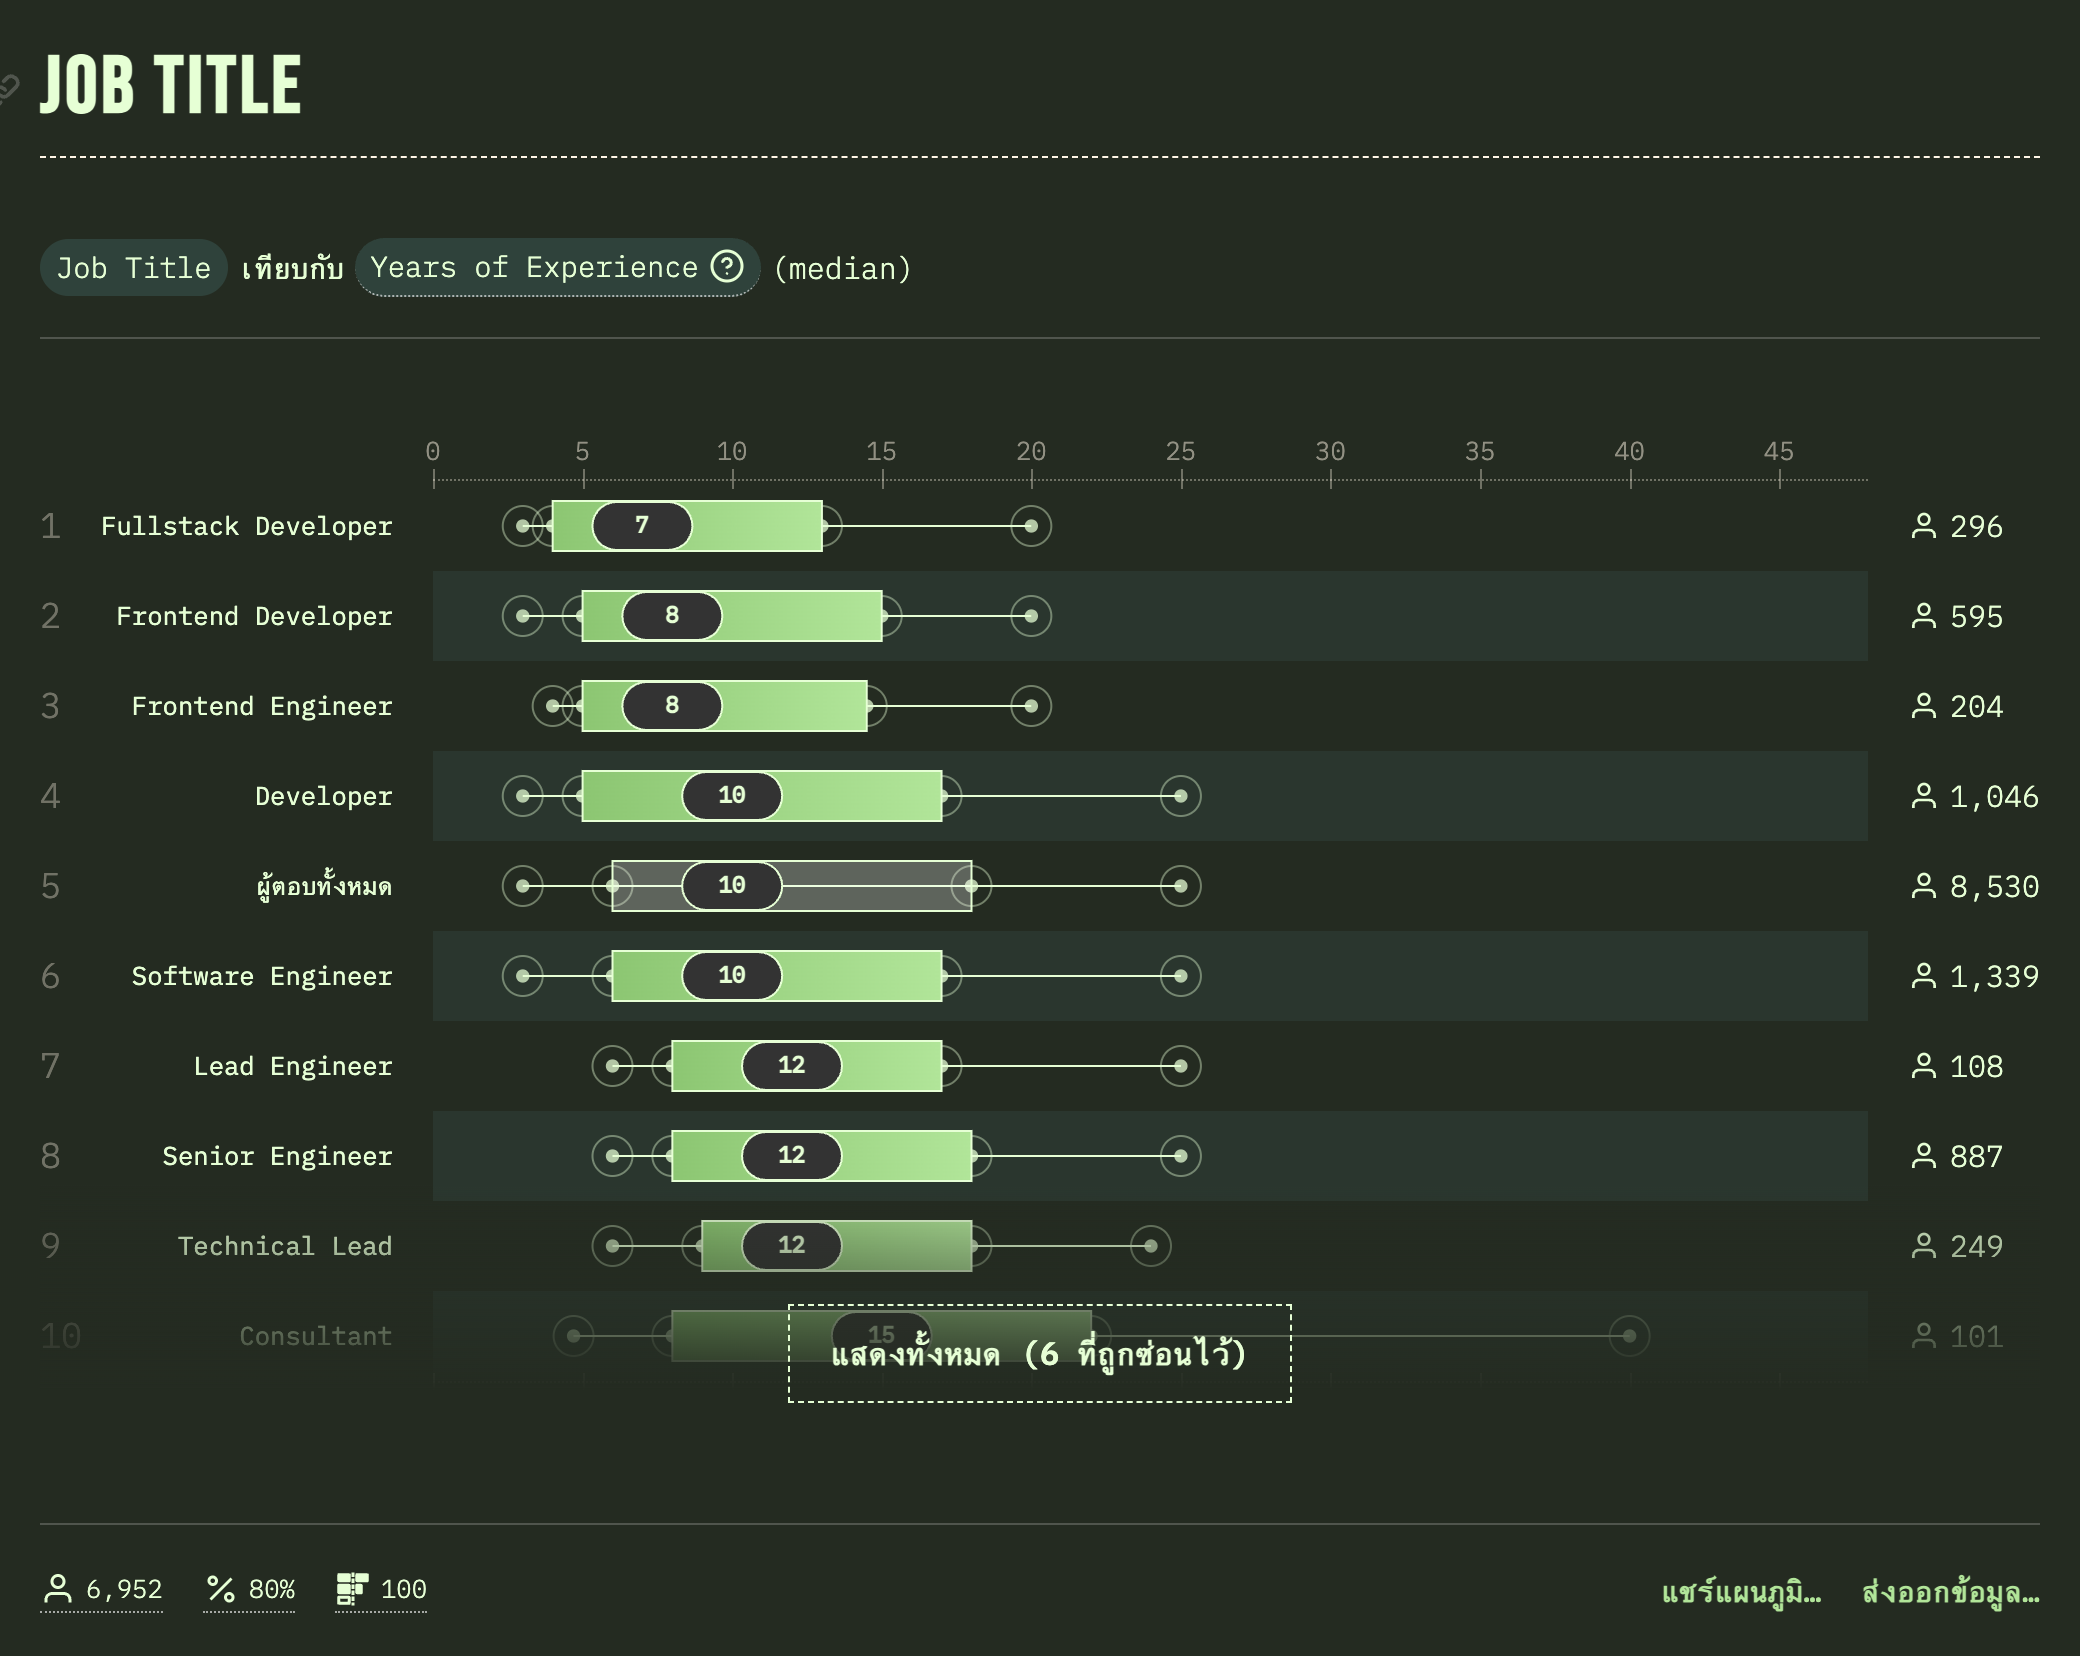 JOB TITLE
Job Title เทียบกับ Years of Experience (median)
0 5 10 15 20 25 30 35 40 45
1 Fullstack Developer 7 296
2 Frontend Developer 8 595
3 Frontend Engineer 8 204
4 Developer 10 1,046
5 ผู้ตอบทั้งหมด 10 8,530
6 Software Engineer 10 1,339
7 Lead Engineer 12 108
8 Senior Engineer 12 887
9 Technical Lead 12 249
10 Consultant 15 101
แสดงทั้งหมด (6 ที่ถูกซ่อนไว้)
6,952 80% 100 แชร์แผนภูมิ… ส่งออกข้อมูล…